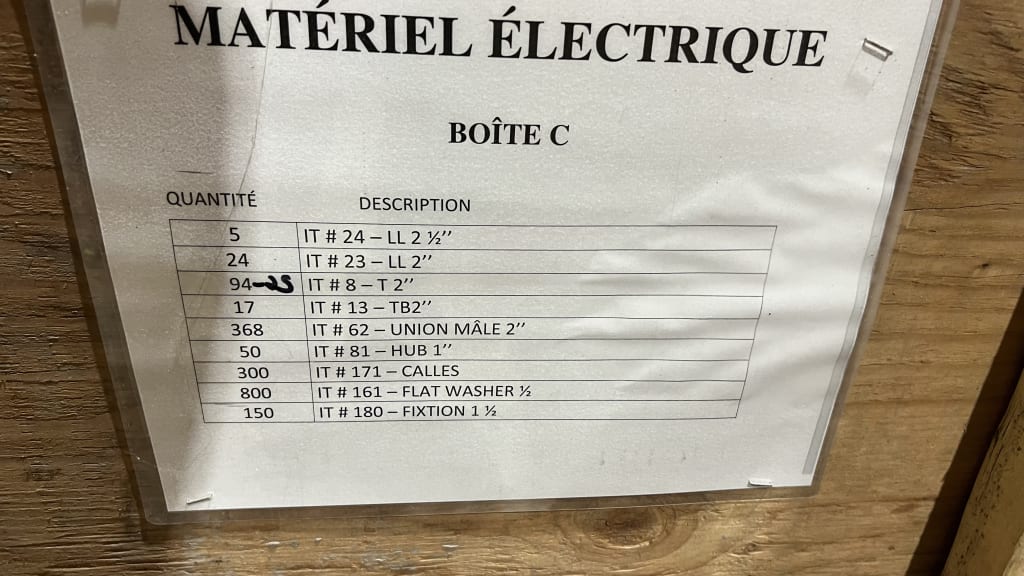 MATÉRIEL ÉLECTRIQUE
BOÎTE C
QUANTITÉ DESCRIPTION
5 IT # 24 – LL 2 ½’’
24 IT # 23 – LL 2’’
94-25 IT # 8 – T 2’’
17 IT # 13 – TB2’’
368 IT # 62 – UNION MÂLE 2’’
50 IT # 81 – HUB 1’’
300 IT # 171 – CALLES
800 IT # 161 – FLAT WASHER ½
150 IT # 180 – FIXTION 1 ½